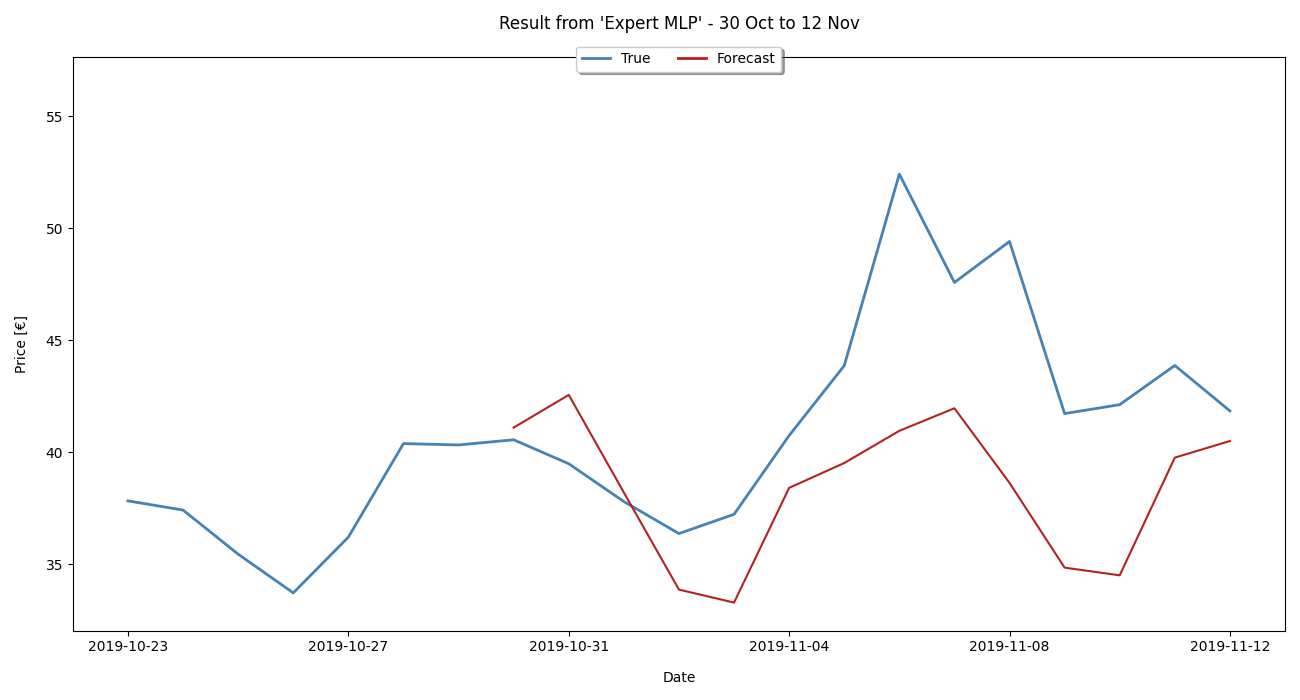 Result from 'Expert MLP' - 30 Oct to 12 Nov
True Forecast
55
50
45
40
35
Price [€]
2019-10-23 2019-10-27 2019-10-31 2019-11-04 2019-11-08 2019-11-12
Date